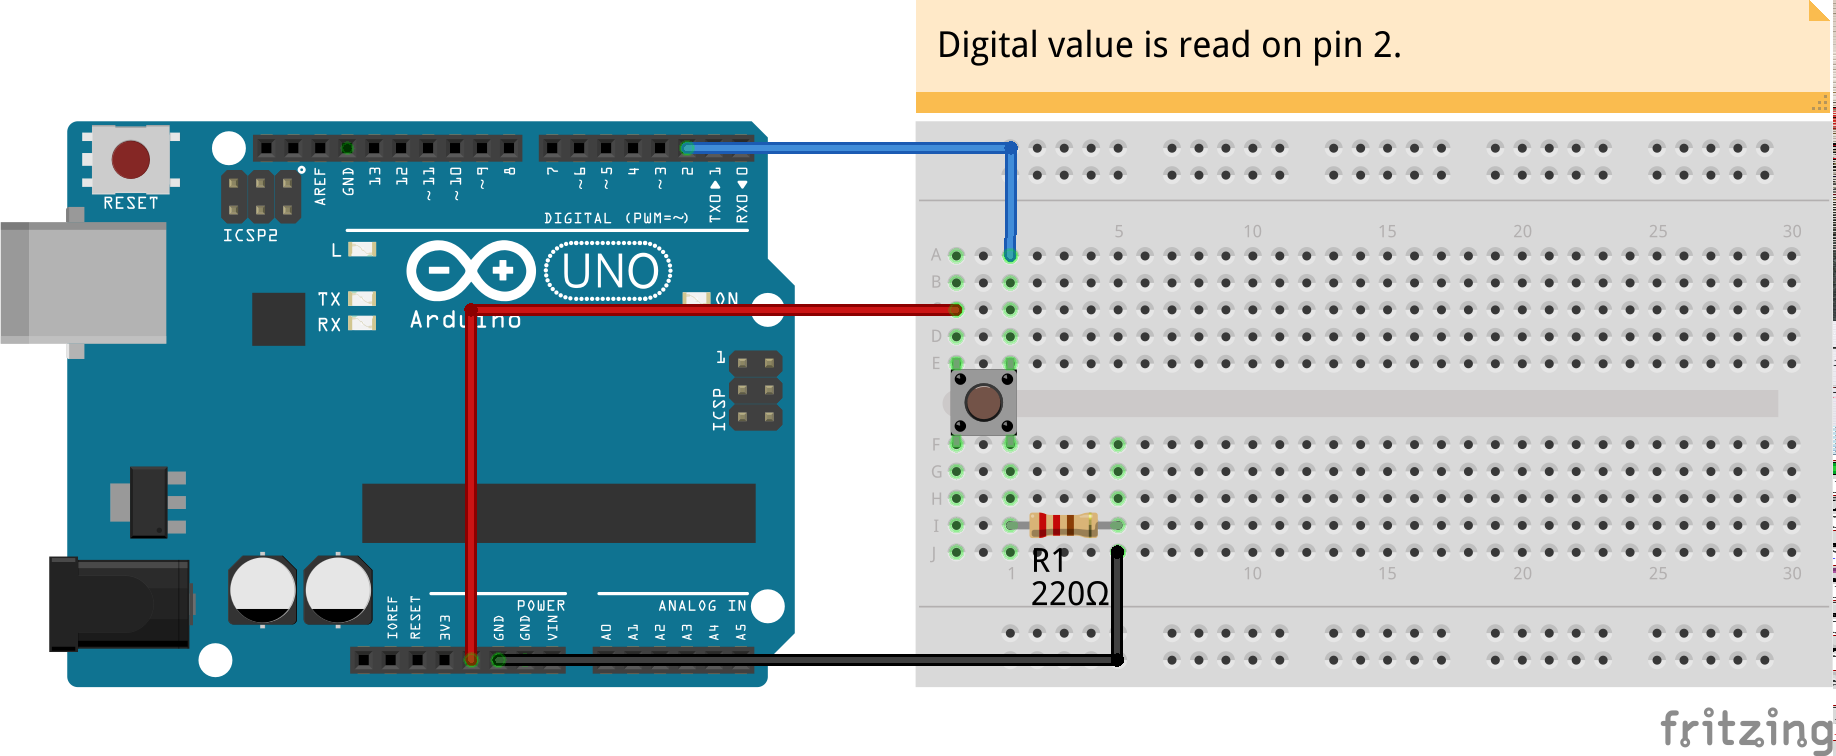 Digital value is read on pin 2.
RESET
ICSP2
AREF
GND
13
12
~11
~10
~9
8
7
~6
~5
4
~3
2
TX0▶1
RX0◀0
DIGITAL (PWM=~)
L
TX
RX
UNO
ON
Arduino
1
ICSP
5 10 15 20 25 30
A
B
D
E
F
G
H
I
J
R1
220Ω
1 10 15 20 25 30
POWER
ANALOG IN
IOREF
RESET
3V3
GND
GND
VIN
A0
A1
A2
A3
A4
A5
fritzing